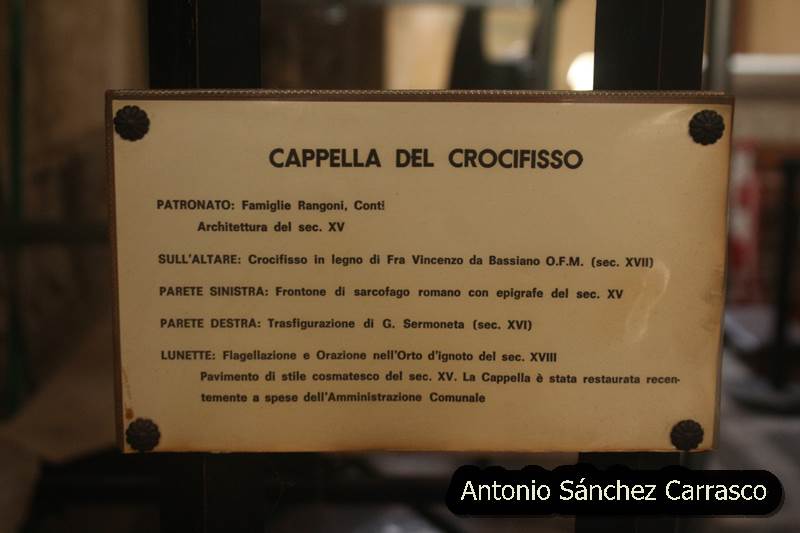 CAPPELLA DEL CROCIFISSO
PATRONATO: Famiglie Rangoni, Conti
Architettura del sec. XV
SULL'ALTARE: Crocifisso in legno di Fra Vincenzo da Bassiano O.F.M. (sec. XVII)
PARETE SINISTRA: Frontone di sarcofago romano con epigrafe del sec. XV
PARETE DESTRA: Trasfigurazione di G. Sermoneta (sec. XVI)
LUNETTE: Flagellazione e Orazione nell'Orto d'ignoto del sec. XVIII
Pavimento di stile cosmatesco del sec. XV. La Cappella è stata restaurata recen-
temente a spese dell'Amministrazione Comunale
Antonio Sánchez Carrasco